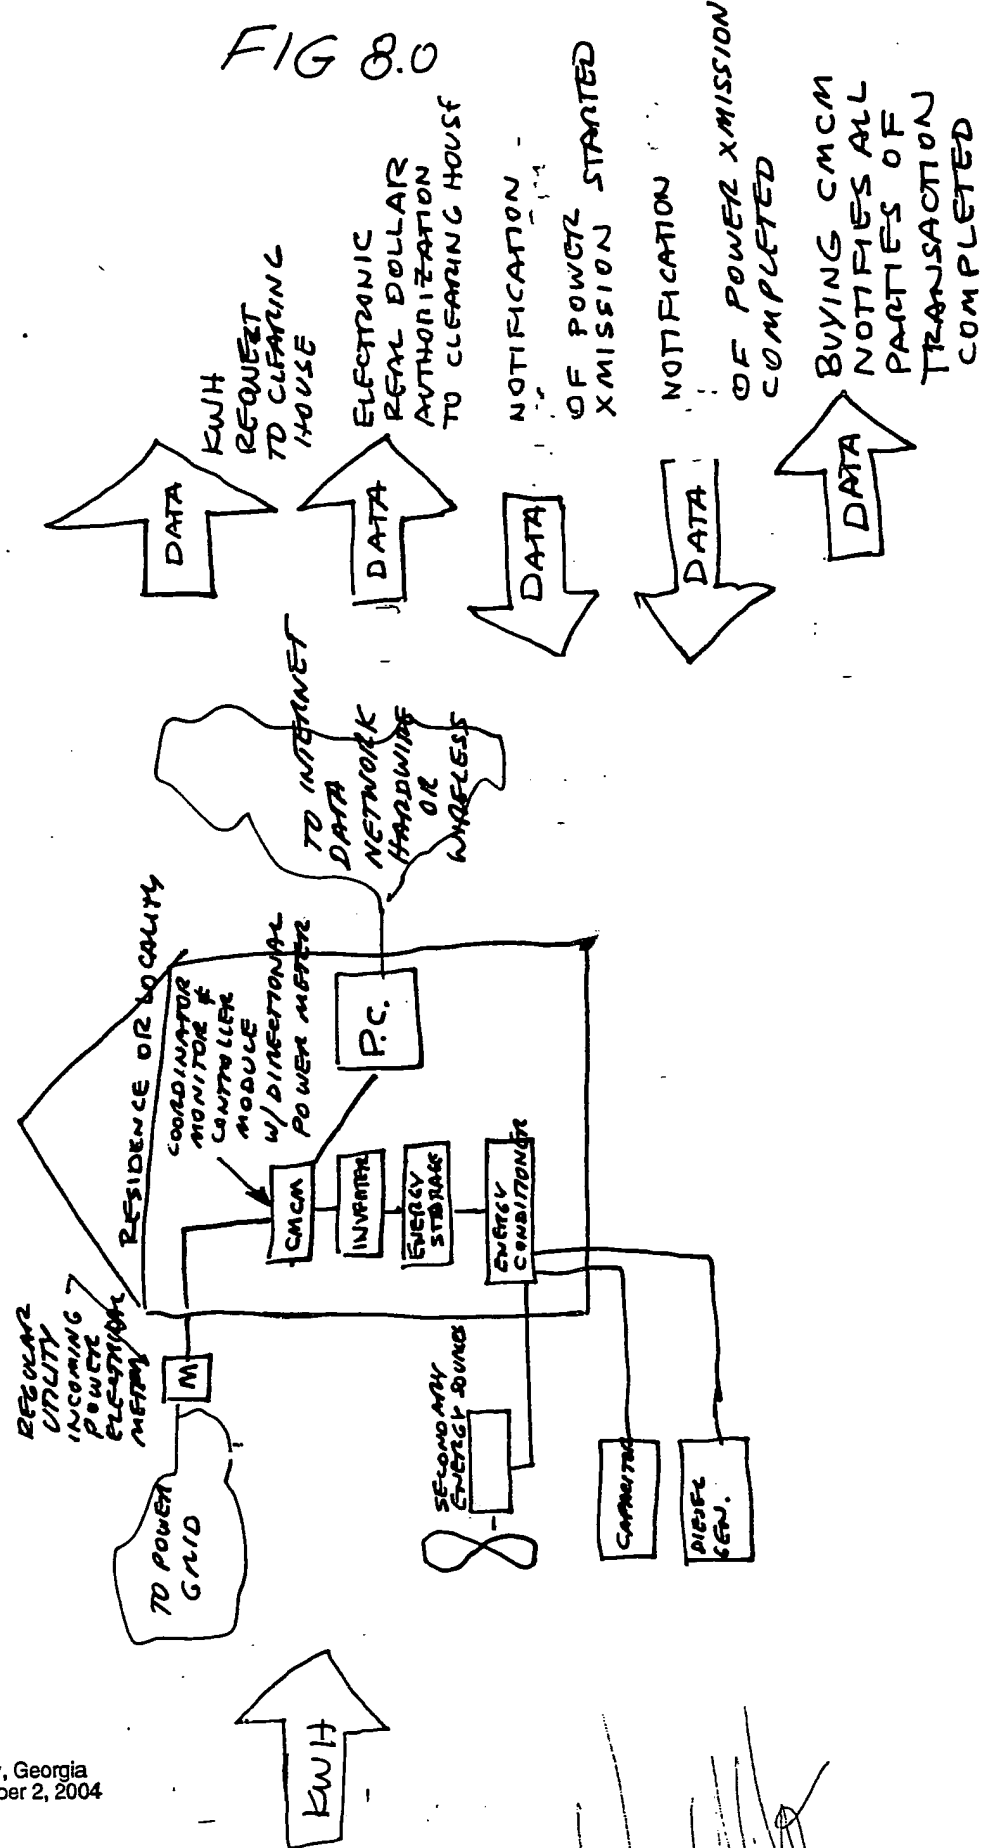 FIG 8.0
KWH
REQUEST
TO CLEARING
HOUSE
DATA
ELECTRONIC
REAL DOLLAR
AUTHORIZATION
TO CLEARING HOUSE
DATA
NOTIFICATION
OF POWER
XMISSION STARTED
DATA
NOTIFICATION
OF POWER XMISSION
COMPLETED
DATA
BUYING CMCM
NOTIFIES ALL
PARTIES OF
TRANSACTION
COMPLETED
DATA
TO INTERNET
DATA
NETWORK
HARDWIRE
OR
WIRELESS
RESIDENCE OR LOCALITY
COORDINATOR
MONITOR &
CONTROLLER
MODULE
W/DIRECTIONAL
POWER METER
P.C.
CMCM
INVERTER
ENERGY
STORAGE
ENERGY
CONDITIONER
REGULAR
UTILITY
INCOMING
POWER
ELECTRICAL
METER
M
TO POWER
GRID
SECONDARY
ENERGY SOURCES
CAPACITOR
DIESEL
GEN.
KWH
, Georgia
ber 2, 2004